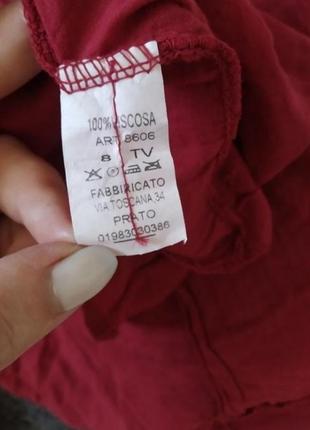 100% VISCOSA
ART 8606
8 TV
FABBRICATO
VIA TOSCANA,34
PRATO
01983030386